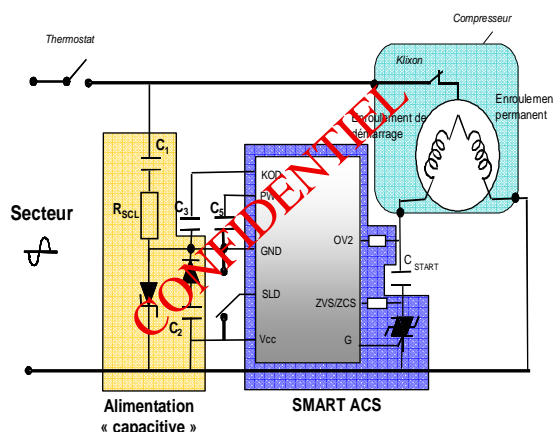 Compresseur
Thermostat
Klixon
Enroulement de démarrage
Enroulemen
permanent
C1
RSCL
C3
C5
KOD
PW
GND
OV2
CSTART
Secteur
SLD
ZVS/ZCS
C2
Vcc
G
Alimentation
« capacitive »
SMART ACS
CONFIDENTIEL